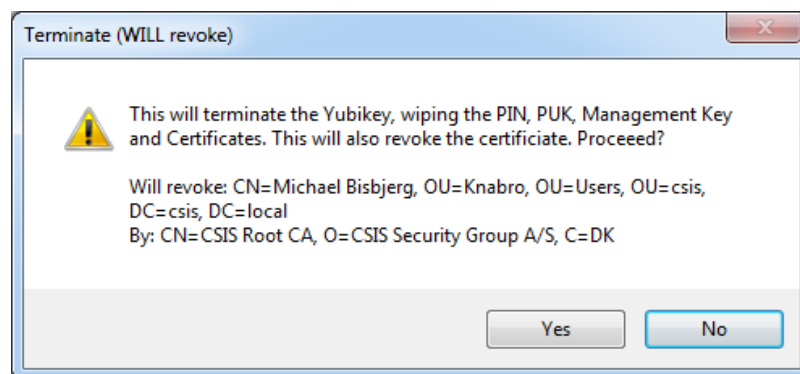 Terminate (WILL revoke)
This will terminate the Yubikey, wiping the PIN, PUK, Management Key
and Certificates. This will also revoke the certificiate. Proceeed?
Will revoke: CN=Michael Bisbjerg, OU=Knabro, OU=Users, OU=csis,
DC=csis, DC=local
By: CN=CSIS Root CA, O=CSIS Security Group A/S, C=DK
Yes
No